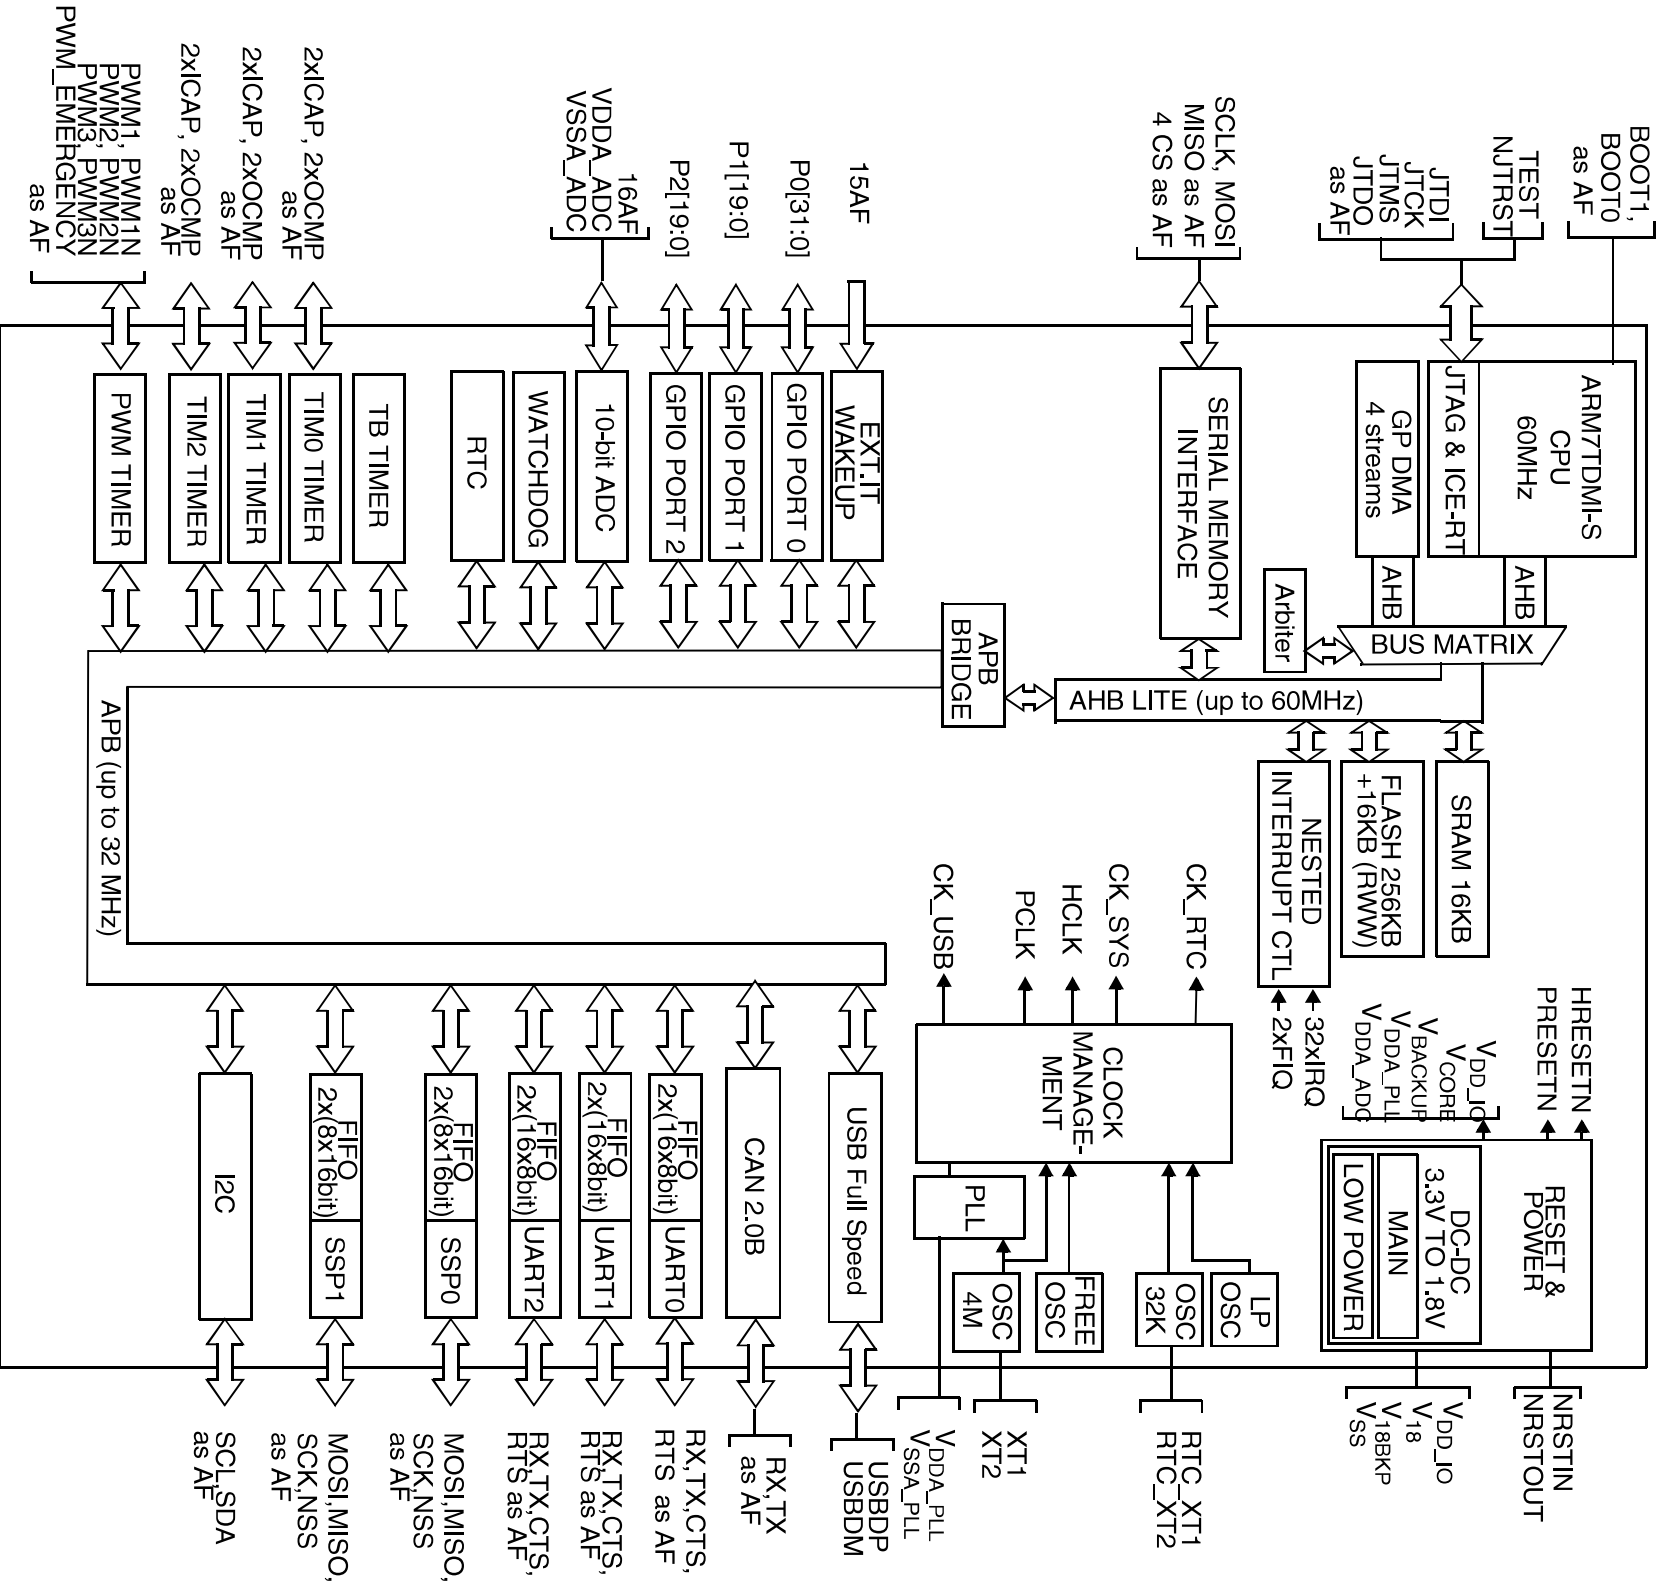 BOOT1,
BOOT0
as AF
TEST
NJTRST
JTDI
JTCK
JTMS
JTDO
as AF
ARM7TDMI-S
CPU
60MHz
JTAG & ICE-RT
GP DMA
4 streams
AHB
AHB
BUS MATRIX
Arbiter
SCLK, MOSI
MISO as AF
4 CS as AF
SERIAL MEMORY
INTERFACE
AHB LITE (up to 60MHz)
SRAM 16KB
FLASH 256KB
+16KB (RWW)
NESTED
INTERRUPT CTL
32xIRQ
2xFIQ
HRESETN
PRESETN
VDD_IO
VCORE
VBACKUP
VDDA_PLL
VDDA_ADC
RESET &
POWER
DC-DC
3.3V TO 1.8V
MAIN
LOW POWER
NRSTIN
NRSTOUT
VDD_IO
V18
V18BKP
VSS
CK_RTC
CK_SYS
HCLK
PCLK
CK_USB
CLOCK
MANAGE-
MENT
LP
OSC
OSC
32K
FREE
OSC
OSC
4M
PLL
RTC_XT1
RTC_XT2
XT1
XT2
VDDA_PLL
VSSA_PLL
APB
BRIDGE
APB (up to 32 MHz)
15AF
EXT.IT
WAKEUP
P0[31:0]
GPIO PORT 0
P1[19:0]
GPIO PORT 1
P2[19:0]
GPIO PORT 2
16AF
VDDA_ADC
VSSA_ADC
10-bit ADC
WATCHDOG
RTC
TB TIMER
2xICAP, 2xOCMP
as AF
TIM0 TIMER
2xICAP, 2xOCMP
as AF
TIM1 TIMER
2xICAP, 2xOCMP
as AF
TIM2 TIMER
PWM1, PWM1N
PWM2, PWM2N
PWM3, PWM3N
PWM_EMERGENCY
as AF
PWM TIMER
USB Full Speed
USBDP
USBDM
CAN 2.0B
RX,TX
as AF
FIFO
2x(16x8bit)
UART0
RX,TX,CTS,
RTS as AF
FIFO
2x(16x8bit)
UART1
RX,TX,CTS,
RTS as AF
FIFO
2x(16x8bit)
UART2
RX,TX,CTS,
RTS as AF
FIFO
2x(8x16bit)
SSP0
MOSI,MISO,
SCK,NSS
as AF
FIFO
2x(8x16bit)
SSP1
MOSI,MISO,
SCK,NSS
as AF
I2C
SCL,SDA
as AF